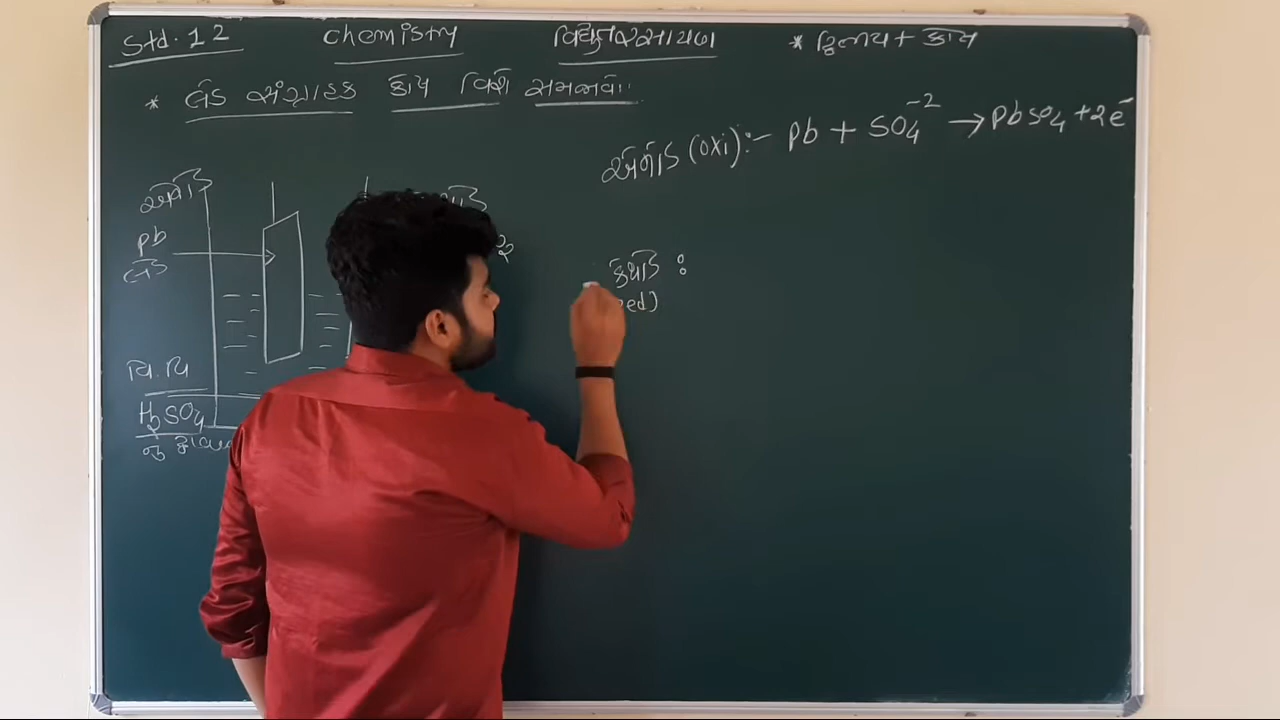 Std. 12 Chemistry વિદ્યુતરસાયણ * દ્વિતીય + કોષ
* લેડ સંગ્રાહક કોષ વિશે સમજાવો.
એનોડ (oxi) :- Pb + SO₄⁻² → PbSO₄ + 2e⁻
એનોડ
Pb
લેડ
કેથોડ :
red)
વિ. વિ
H₂SO₄
નું